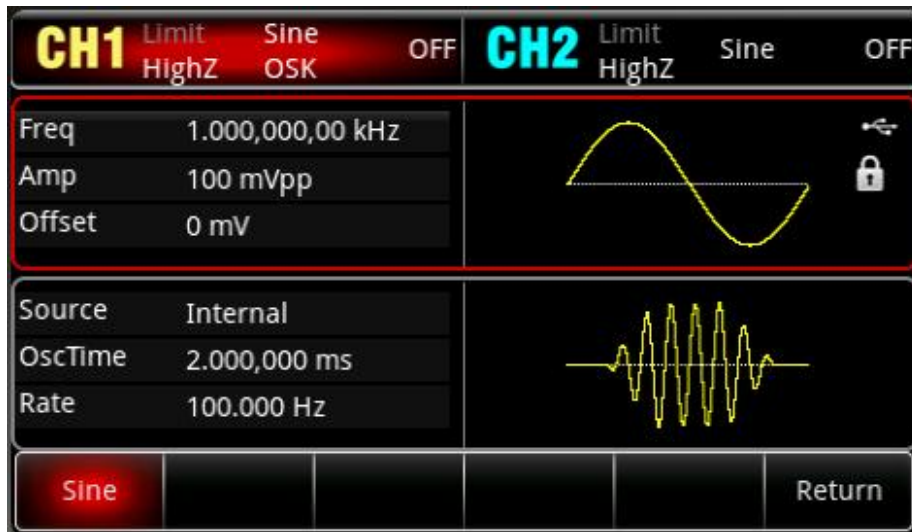 CH1 Limit Sine OFF CH2 Limit Sine OFF
HighZ OSK HighZ
Freq 1.000,000,00 kHz
Amp 100 mVpp
Offset 0 mV
Source Internal
OscTime 2.000,000 ms
Rate 100.000 Hz
Sine Return